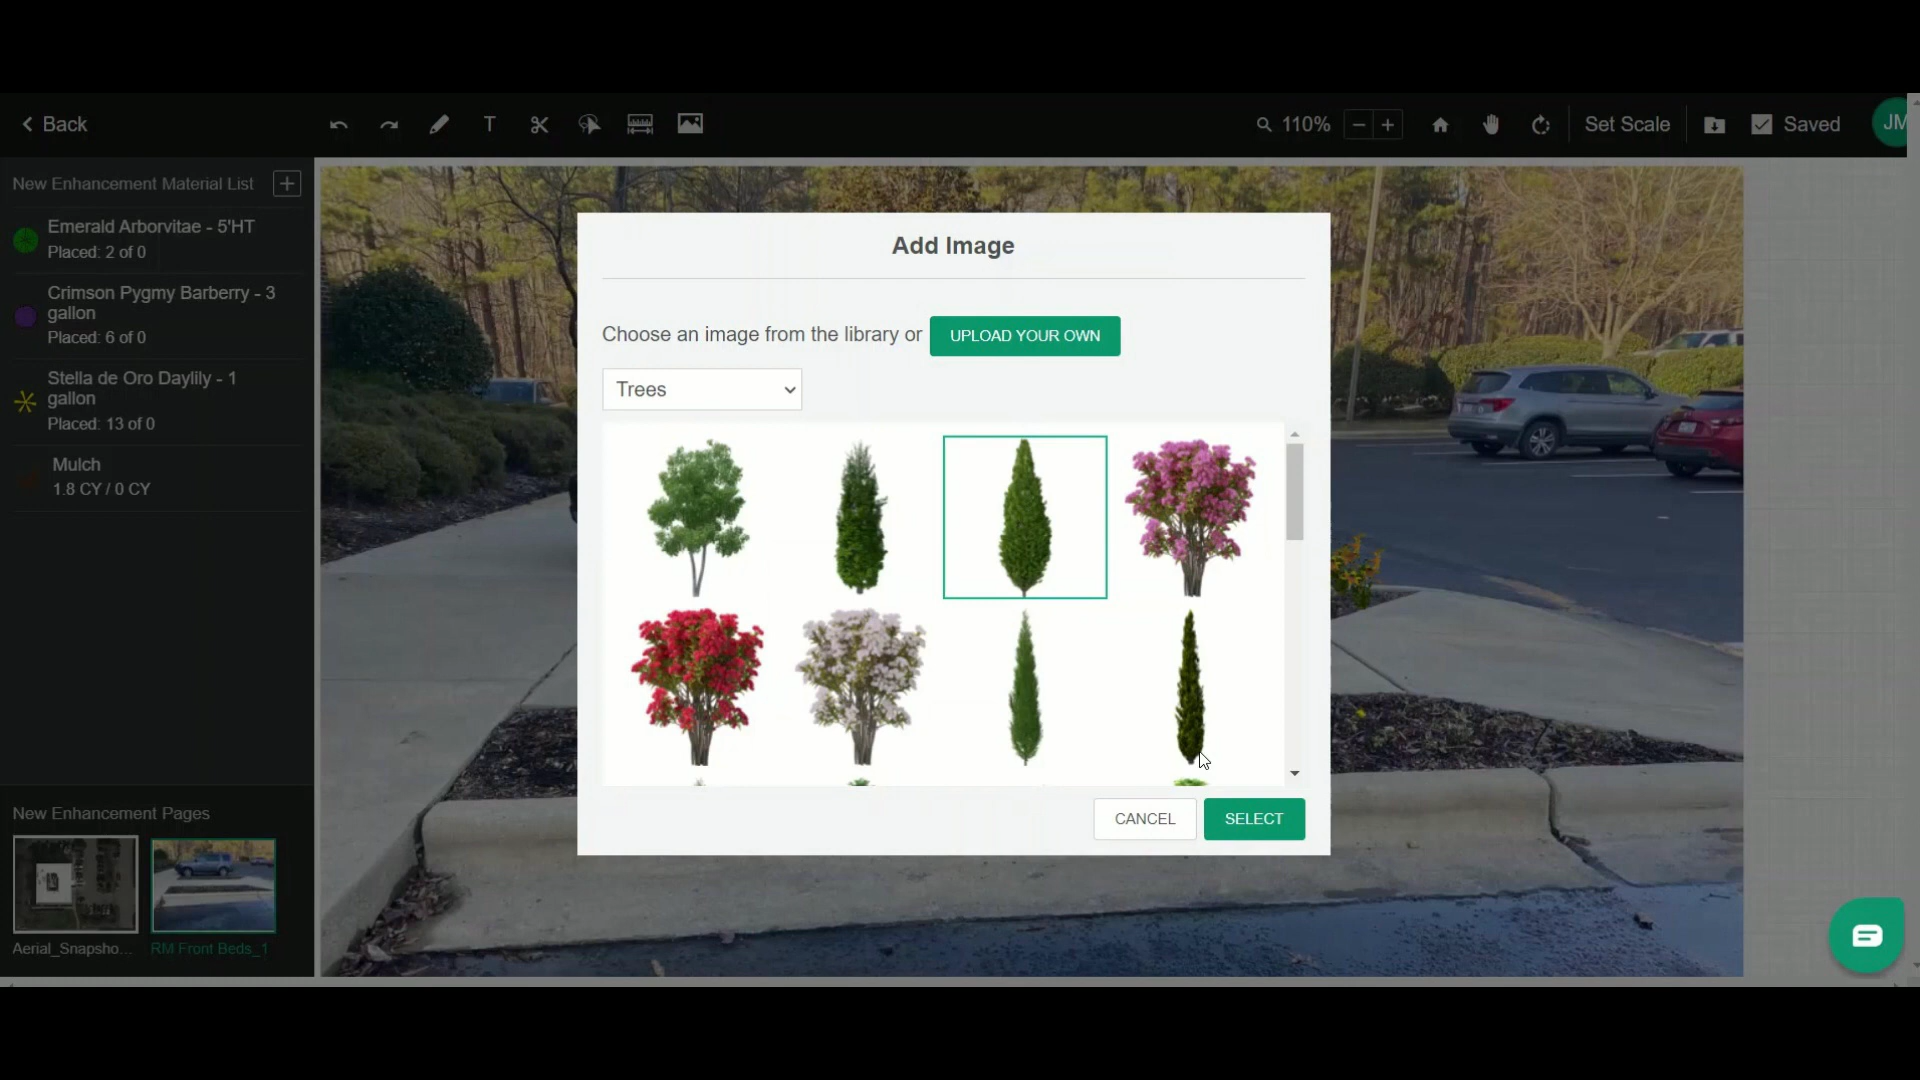 Back
110%
Set Scale
Saved
JM
New Enhancement Material List
Emerald Arborvitae - 5'HT
Placed: 2 of 0
Crimson Pygmy Barberry - 3
gallon
Placed: 6 of 0
Stella de Oro Daylily - 1
gallon
Placed: 13 of 0
Mulch
1.8 CY / 0 CY
New Enhancement Pages
Aerial_Snapsho...
RM Front Beds_1
Add Image
Choose an image from the library or
UPLOAD YOUR OWN
Trees
CANCEL
SELECT